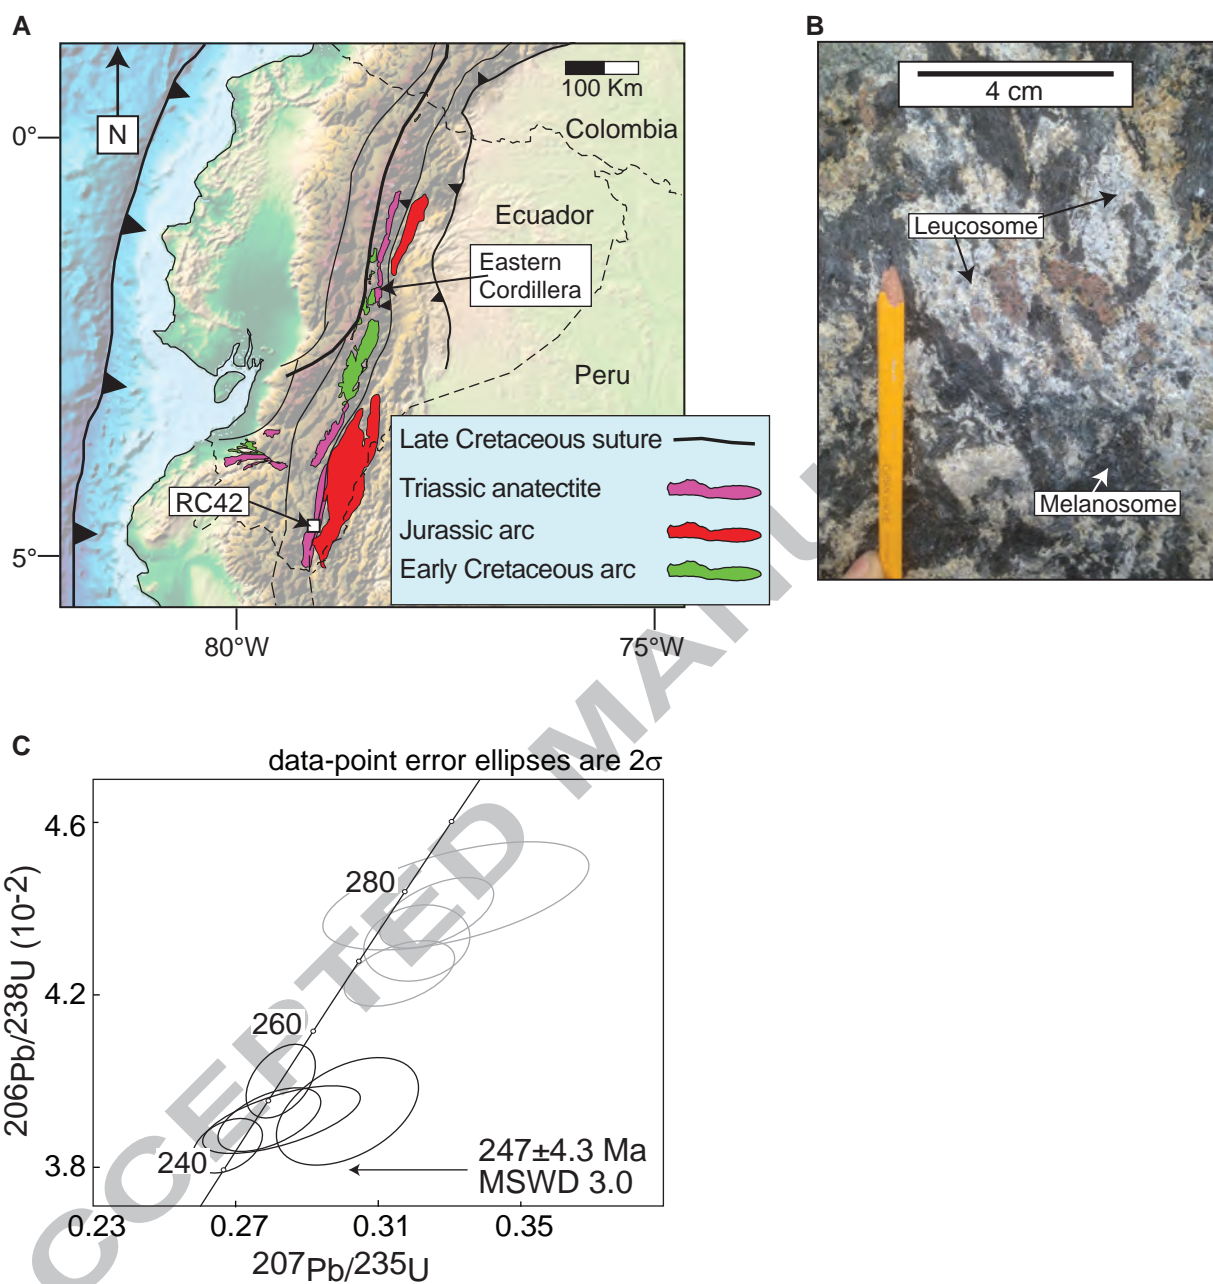 A
N
100 Km
0°
Colombia
Ecuador
Eastern
Cordillera
Peru
Late Cretaceous suture
Triassic anatectite
Jurassic arc
Early Cretaceous arc
RC42
5°
80°W
75°W
B
4 cm
Leucosome
Melanosome
CCEPTED MANU
C
data-point error ellipses are 2σ
4.6
280
4.2
260
3.8
240
247±4.3 Ma
MSWD 3.0
0.23
0.27
0.31
0.35
206Pb/238U (10-2)
207Pb/235U